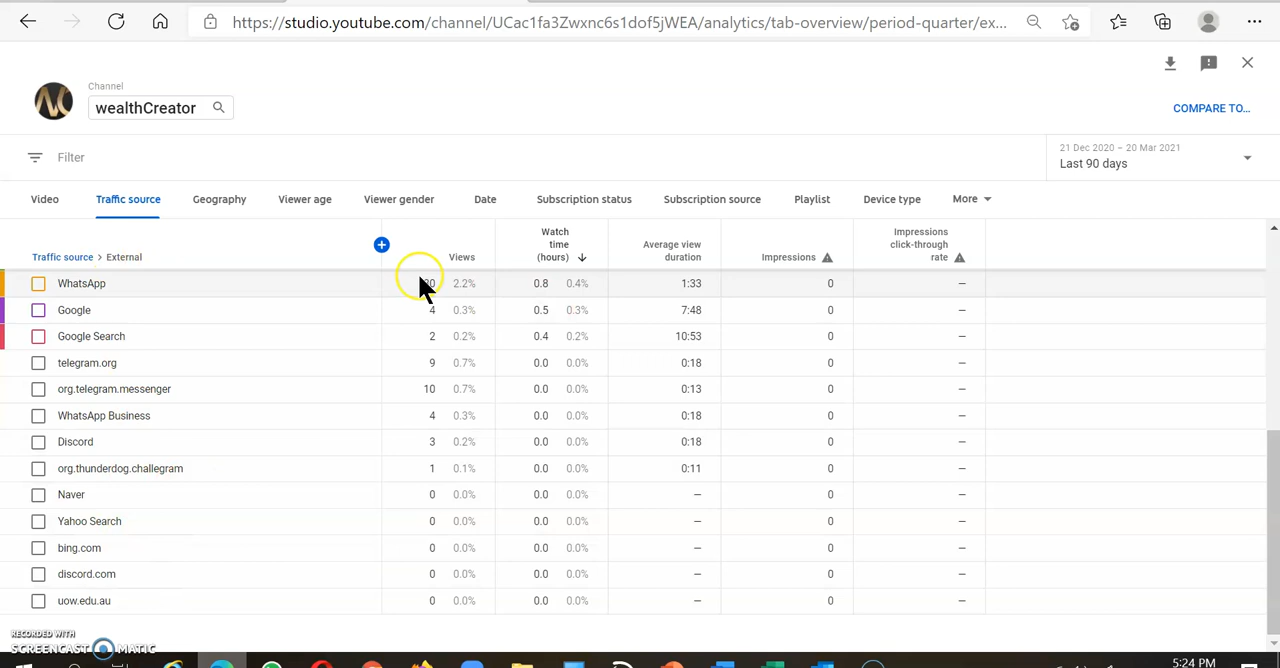 https://studio.youtube.com/channel/UCac1fa3Zwxnc6s1dof5jWEA/analytics/tab-overview/period-quarter/ex...
Channel
wealthCreator
COMPARE TO...
Filter
21 Dec 2020 – 20 Mar 2021
Last 90 days
Video Traffic source Geography Viewer age Viewer gender Date Subscription status Subscription source Playlist Device type More
Traffic source > External
Views
Watch time (hours)
Average view duration
Impressions
Impressions click-through rate
WhatsApp 2.2% 0.8 0.4% 1:33 0 –
Google 4 0.3% 0.5 0.3% 7:48 0 –
Google Search 2 0.2% 0.4 0.2% 10:53 0 –
telegram.org 9 0.7% 0.0 0.0% 0:18 0 –
org.telegram.messenger 10 0.7% 0.0 0.0% 0:13 0 –
WhatsApp Business 4 0.3% 0.0 0.0% 0:18 0 –
Discord 3 0.2% 0.0 0.0% 0:18 0 –
org.thunderdog.challegram 1 0.1% 0.0 0.0% 0:11 0 –
Naver 0 0.0% 0.0 0.0% – 0 –
Yahoo Search 0 0.0% 0.0 0.0% – 0 –
bing.com 0 0.0% 0.0 0.0% – 0 –
discord.com 0 0.0% 0.0 0.0% – 0 –
uow.edu.au 0 0.0% 0.0 0.0% – 0 –
RECORDED WITH
SCREENCAST MATIC
5:24 PM